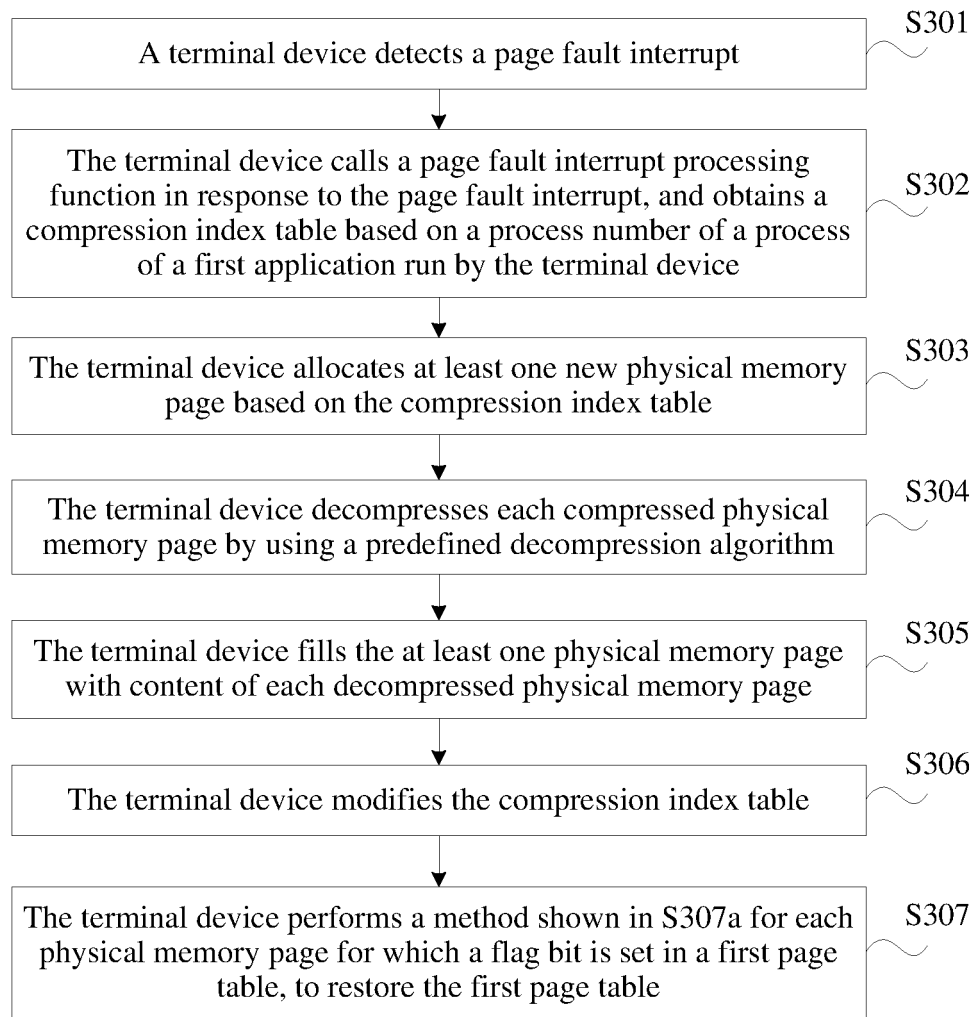 S301
A terminal device detects a page fault interrupt
The terminal device calls a page fault interrupt processing
function in response to the page fault interrupt, and obtains a
compression index table based on a process number of a process
of a first application run by the terminal device
S302
The terminal device allocates at least one new physical memory
page based on the compression index table
S303
The terminal device decompresses each compressed physical
memory page by using a predefined decompression algorithm
S304
The terminal device fills the at least one physical memory page
with content of each decompressed physical memory page
S305
The terminal device modifies the compression index table
S306
The terminal device performs a method shown in S307a for each
physical memory page for which a flag bit is set in a first page
table, to restore the first page table
S307